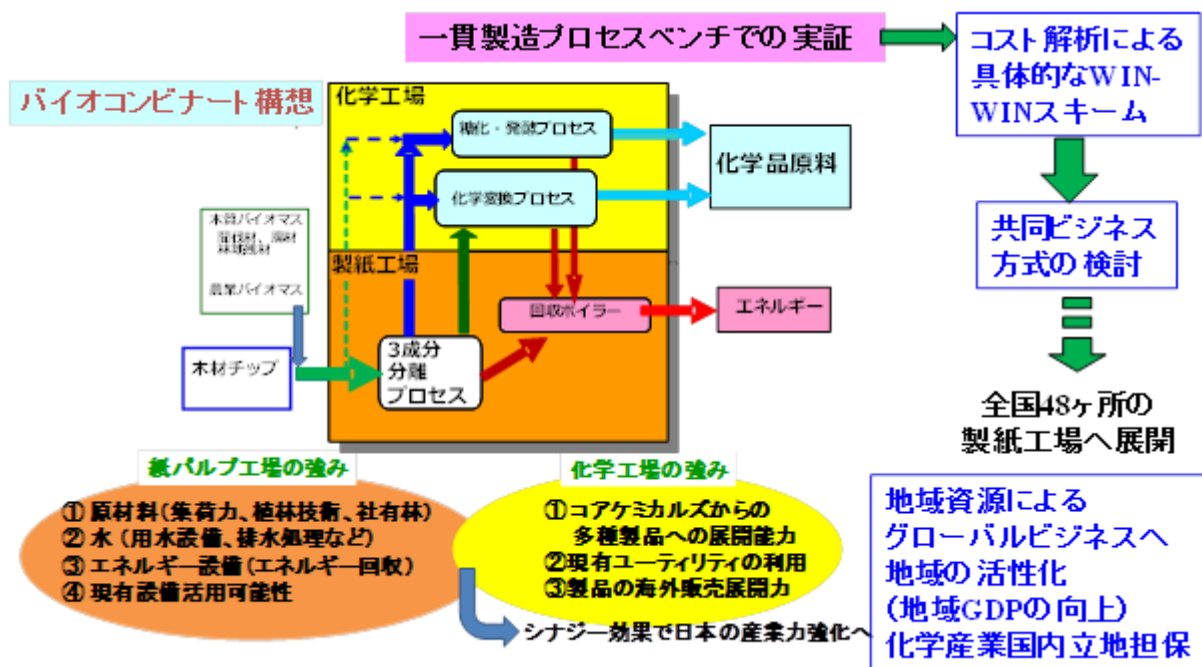 一貫製造プロセスベンチでの実証
コスト解析による
具体的なWIN-
WINスキーム
バイオコンビナート構想
化学工場
糖化・発酵プロセス
化学変換プロセス
化学品原料
木質バイオマス
間伐材、廃材
林地残材
農業バイオマス
製紙工場
回収ボイラー
エネルギー
共同ビジネス
方式の検討
木材チップ
3成分
分離
プロセス
全国48ヶ所の
製紙工場へ展開
紙パルプ工場の強み
① 原材料(集荷力、植林技術、社有林)
② 水 (用水設備、排水処理など)
③ エネルギー設備(エネルギー回収)
④ 現有設備活用可能性
化学工場の強み
①コアケミカルズからの
多種製品への展開能力
②現有ユーティリティの利用
③製品の海外販売展開力
シナジー効果で日本の産業力強化へ
地域資源による
グローバルビジネスへ
地域の活性化
(地域GDPの向上)
化学産業国内立地担保